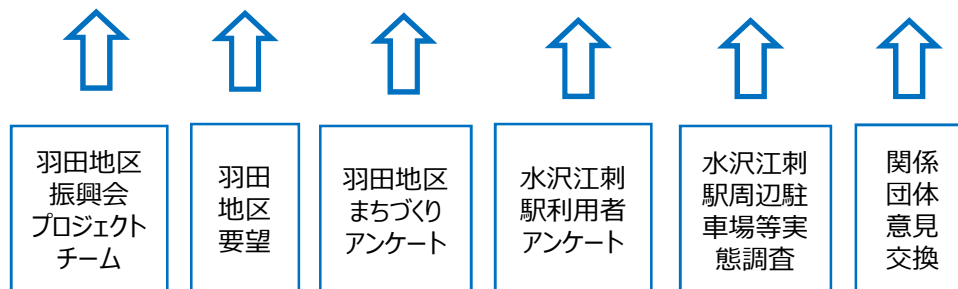 羽田地区
振興会
プロジェクト
チーム
羽田
地区
要望
羽田地区
まちづくり
アンケート
水沢江刺
駅利用者
アンケート
水沢江刺
駅周辺駐
車場等実
態調査
関係
団体
意見
交換